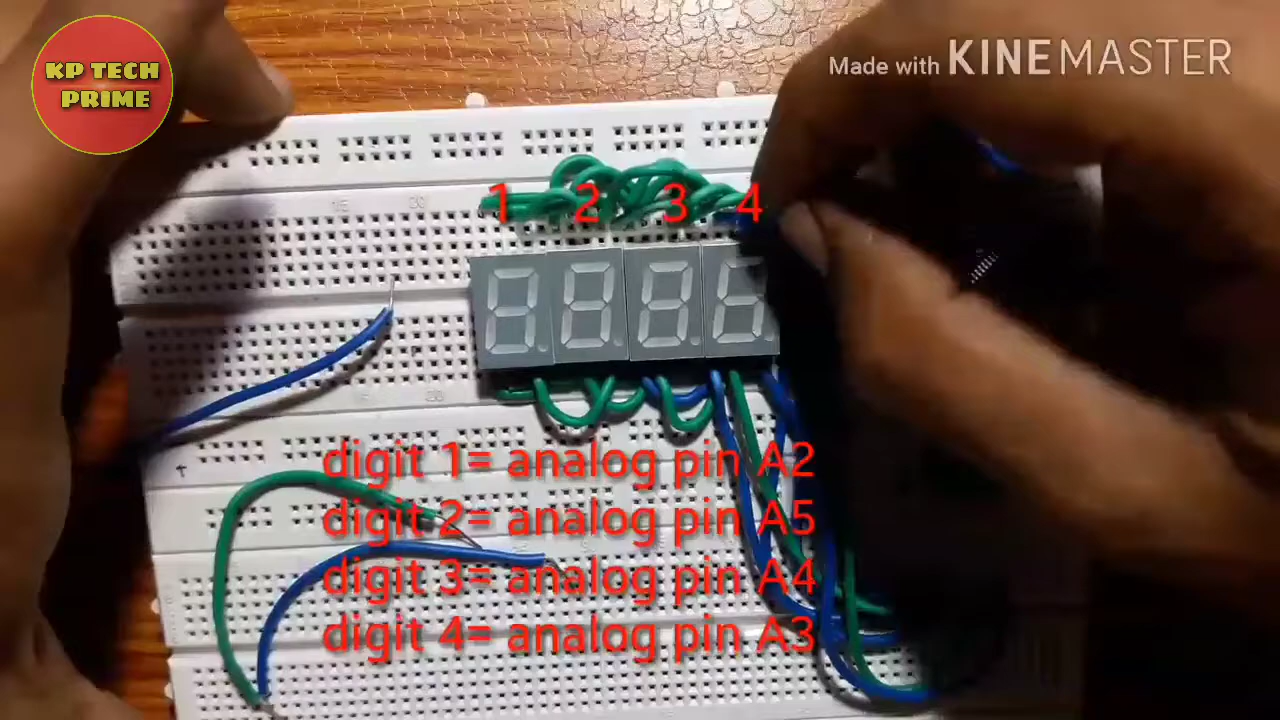 KP TECH
PRIME
Made with KINEMASTER
1 2 3 4
digit 1= analog pin A2
digit 2= analog pin A5
digit 3= analog pin A4
digit 4= analog pin A3